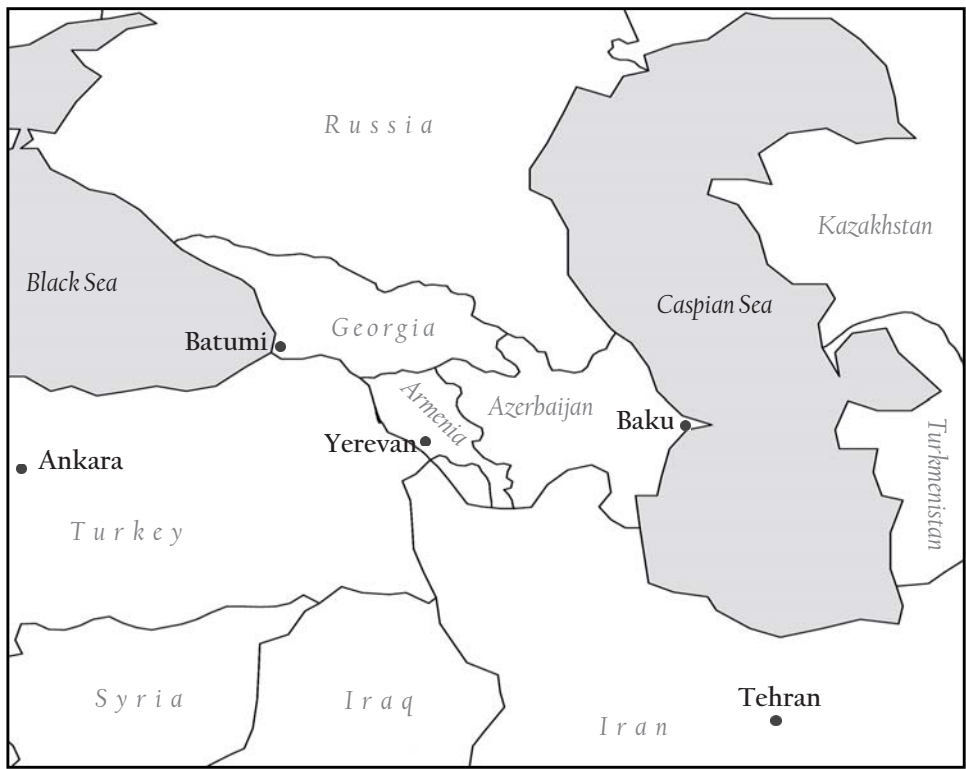 Russia
Kazakhstan
Black Sea
Caspian Sea
Georgia
Batumi
Armenia
Azerbaijan
Baku
Yerevan
Ankara
Turkmenistan
Turkey
Syria
Iraq
Tehran
Iran